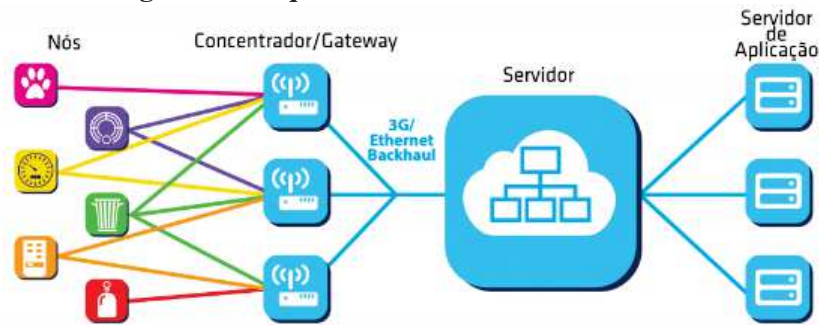 Nós
Concentrador/Gateway
Servidor
Servidor
de
Aplicação
3G/
Ethernet
Backhaul